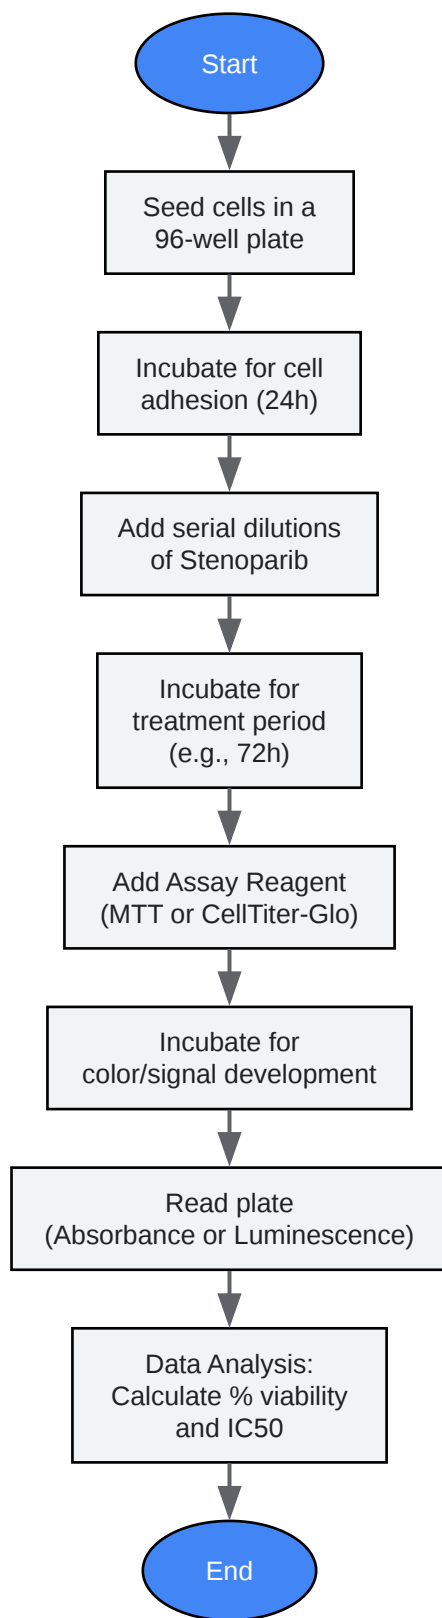 Start
Seed cells in a
96-well plate
Incubate for cell
adhesion (24h)
Add serial dilutions
of Stenoparib
Incubate for
treatment period
(e.g., 72h)
Add Assay Reagent
(MTT or CellTiter-Glo)
Incubate for
color/signal development
Read plate
(Absorbance or Luminescence)
Data Analysis:
Calculate % viability
and IC50
End